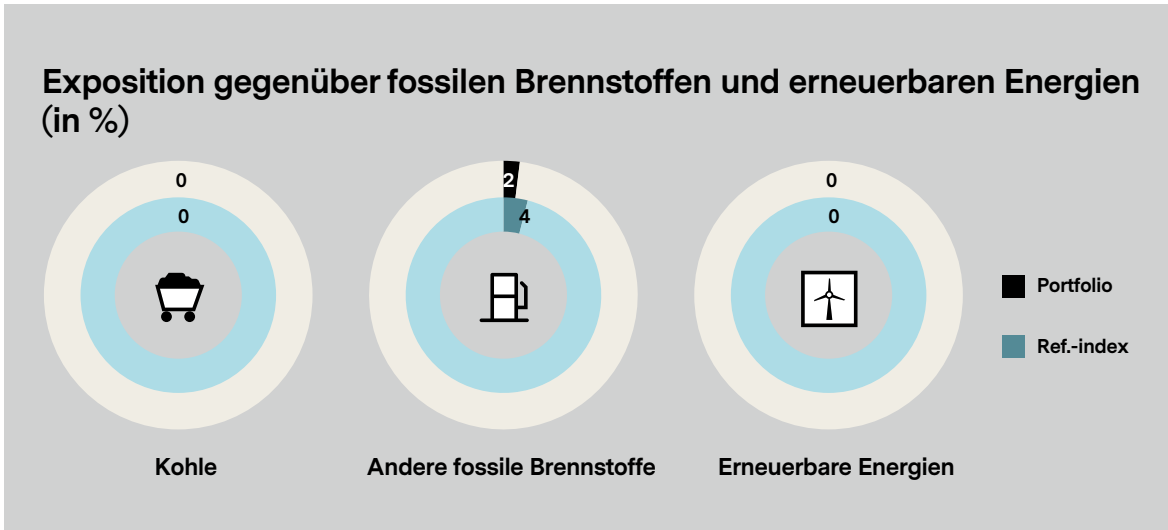 Exposition gegenüber fossilen Brennstoffen und erneuerbaren Energien
(in %)
0
0
2
4
0
0
Portfolio
Ref.-index
Kohle
Andere fossile Brennstoffe
Erneuerbare Energien